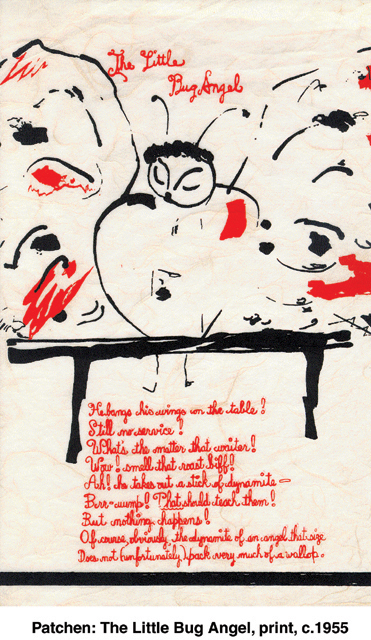 The Little
Bug Angel
He bangs his wings on the table!
Still no service!
What's the matter that waiter!
Wow! smell that roast biff!
Ah! he takes out a stick of dynamite—
Brr-wump! That should teach them!
But nothing happens!
Of course, obviously, the dynamite of an angel that size
Does not (unfortunately) pack very much of a wallop.
Patchen: The Little Bug Angel, print, c.1955